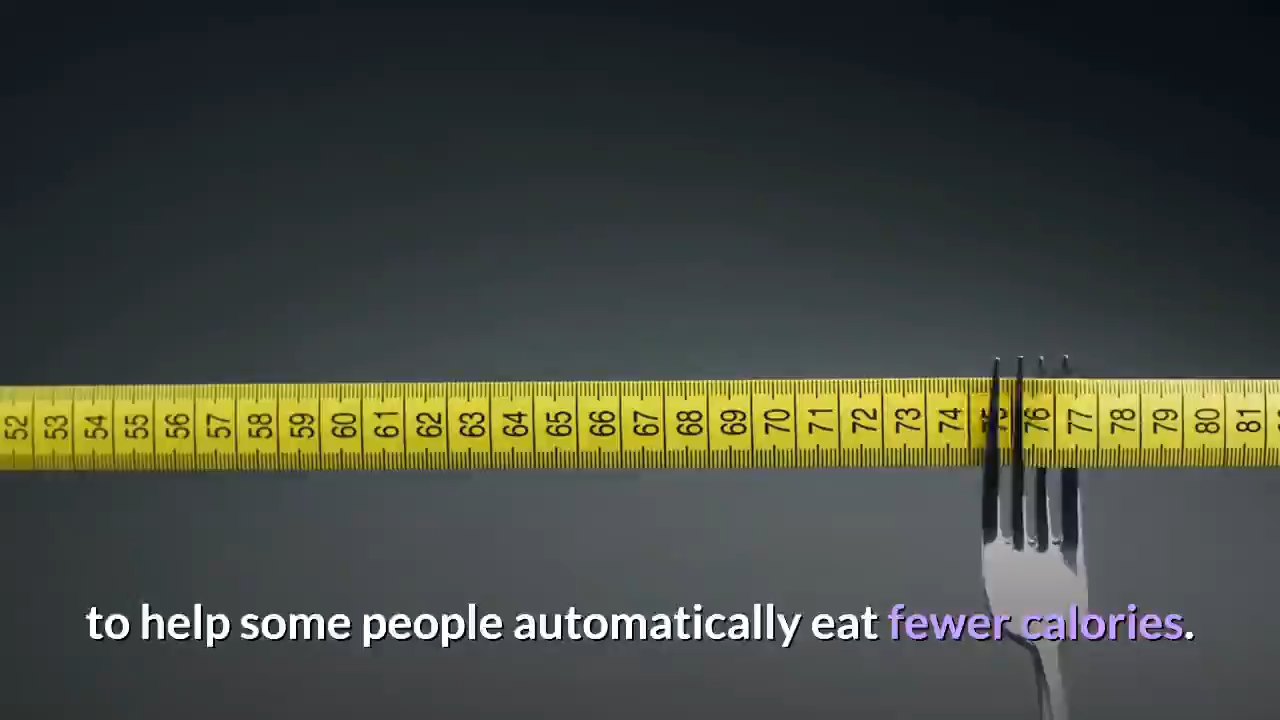 52 53 54 55 56 57 58 59 60 61 62 63 64 65 66 67 68 69 70 71 72 73 74 76 77 78 79 80 81
to help some people automatically eat fewer calories.